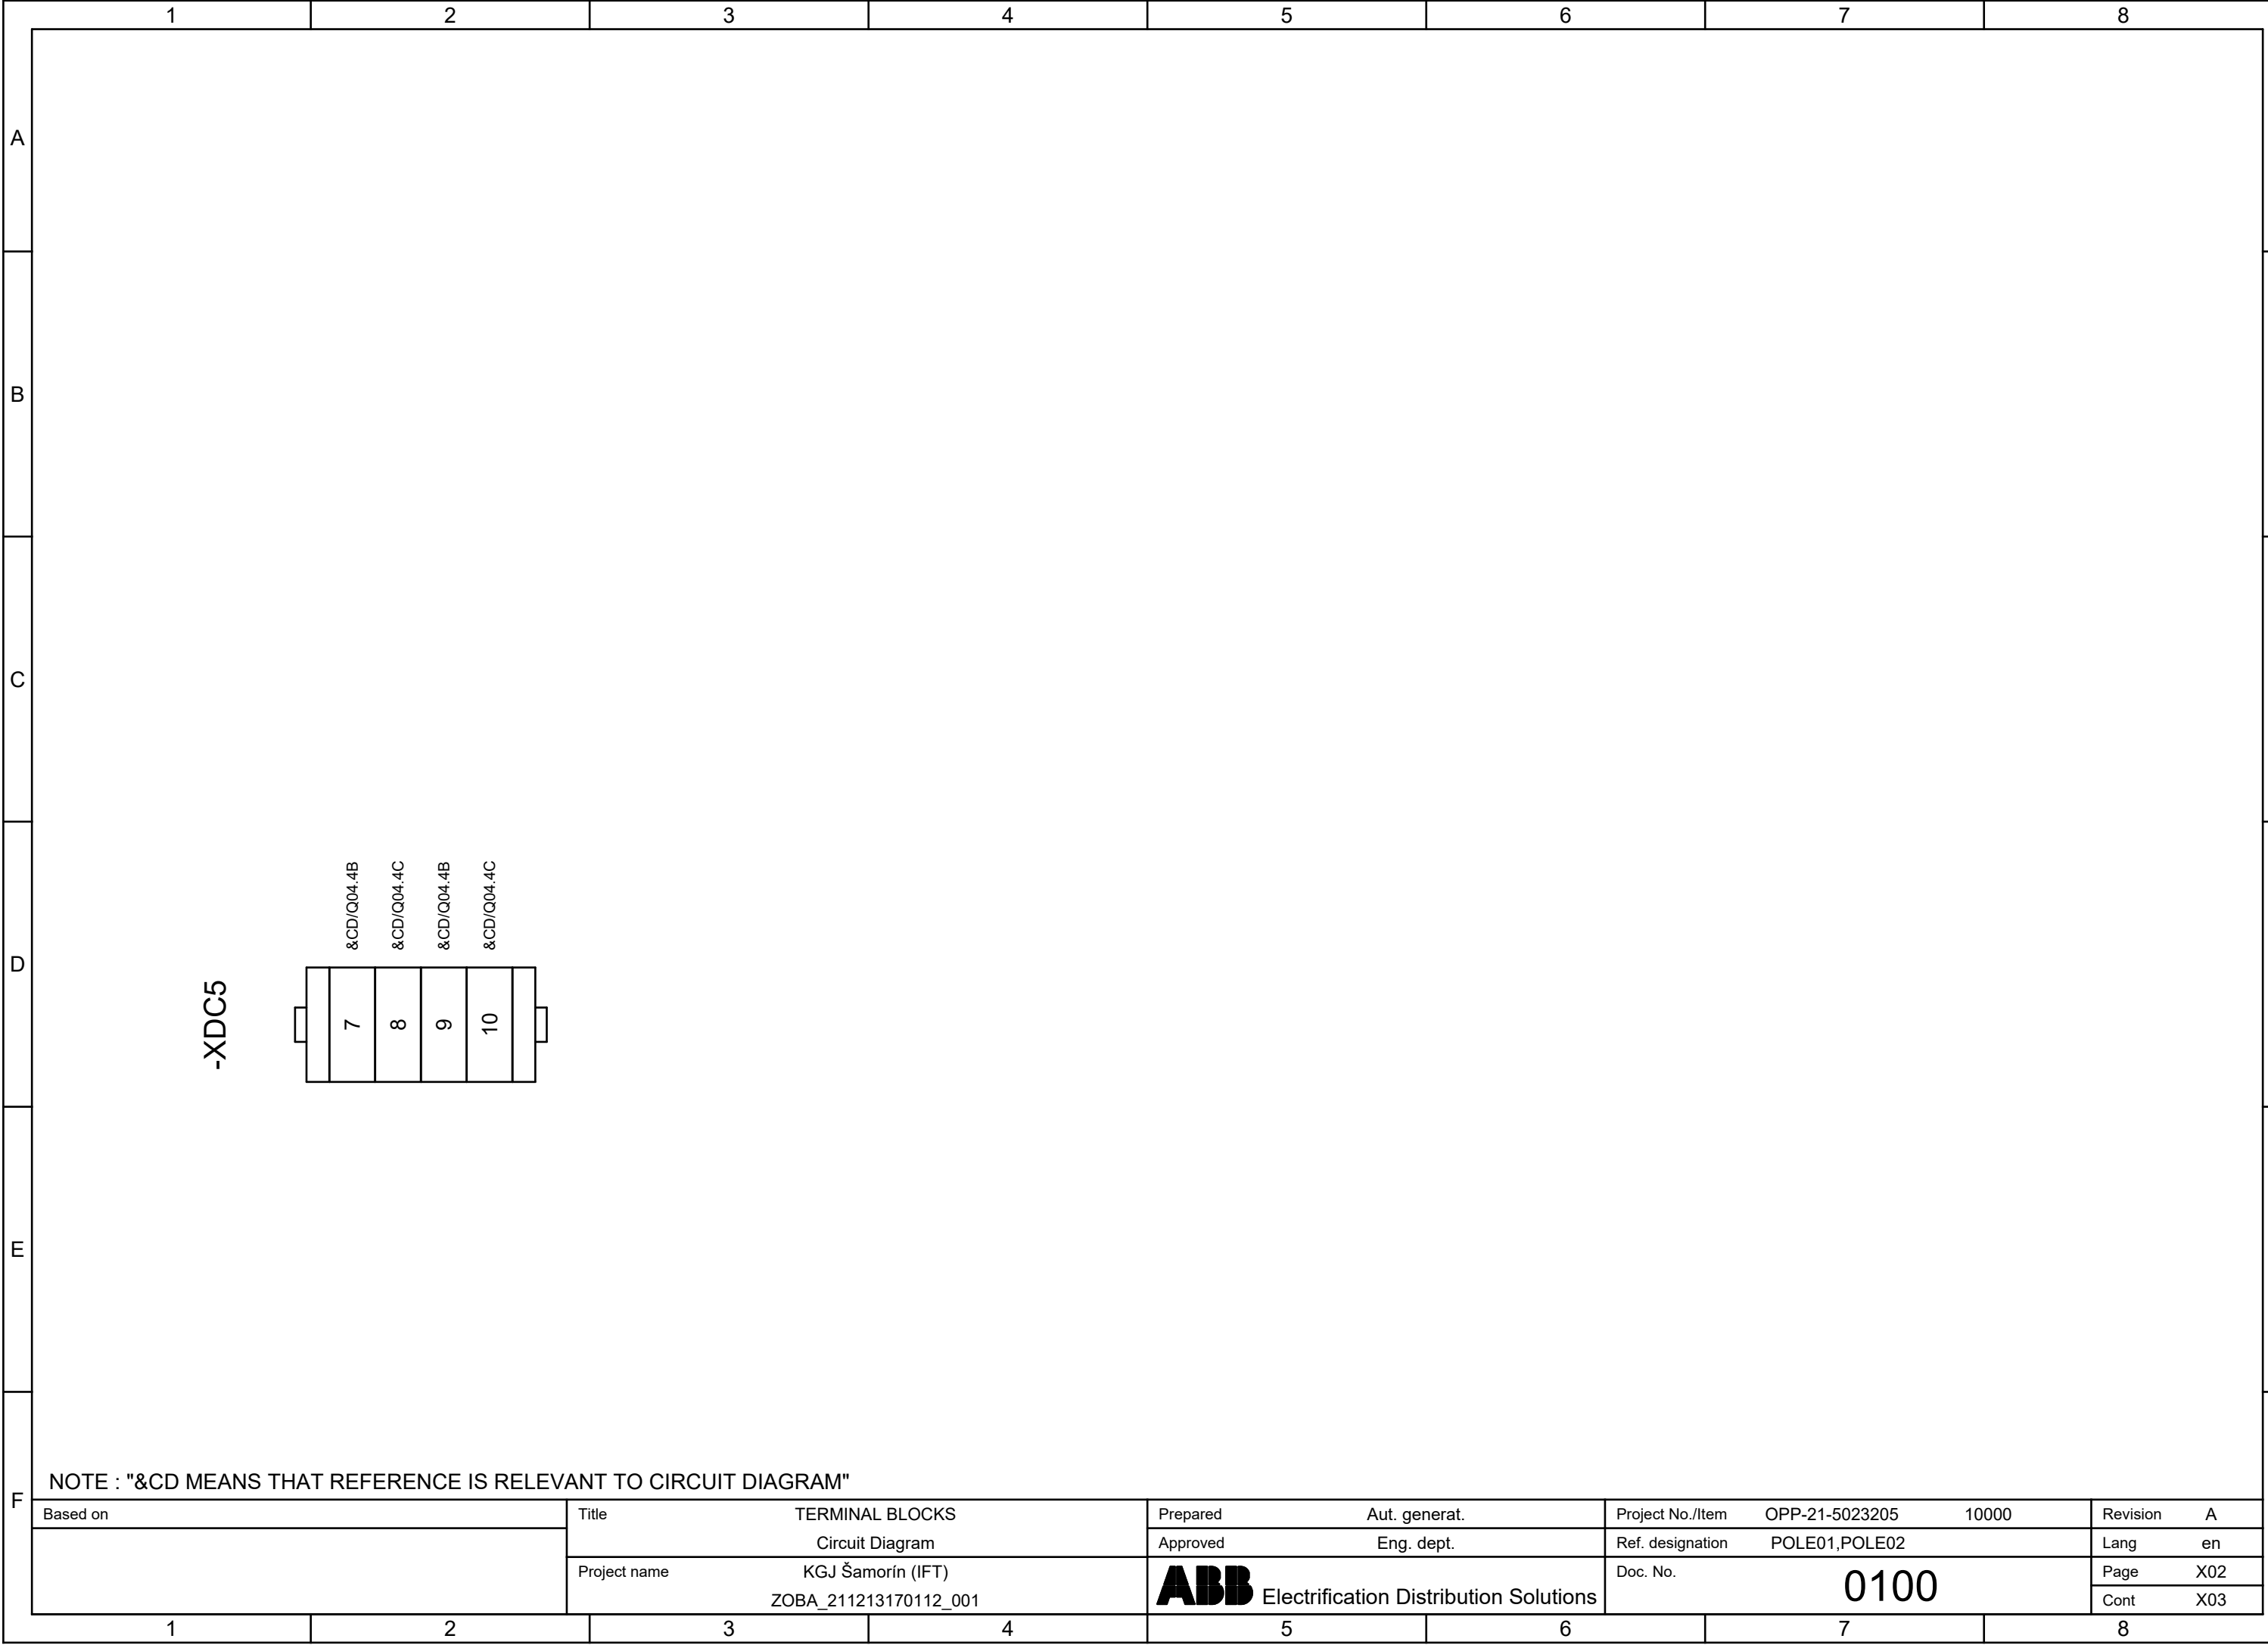 1 2 3 4 5 6 7 8
A
B
C
D
E
F
&CD/Q04.4B
&CD/Q04.4C
&CD/Q04.4B
&CD/Q04.4C
-XDC5
7
8
9
10
NOTE : "&CD MEANS THAT REFERENCE IS RELEVANT TO CIRCUIT DIAGRAM"
Based on
Title TERMINAL BLOCKS
Circuit Diagram
Project name KGJ Šamorín (IFT)
ZOBA_211213170112_001
Prepared Aut. generat.
Approved Eng. dept.
ABB Electrification Distribution Solutions
Project No./Item OPP-21-5023205 10000
Ref. designation POLE01,POLE02
Doc. No. 0100
Revision A
Lang en
Page X02
Cont X03
1 2 3 4 5 6 7 8